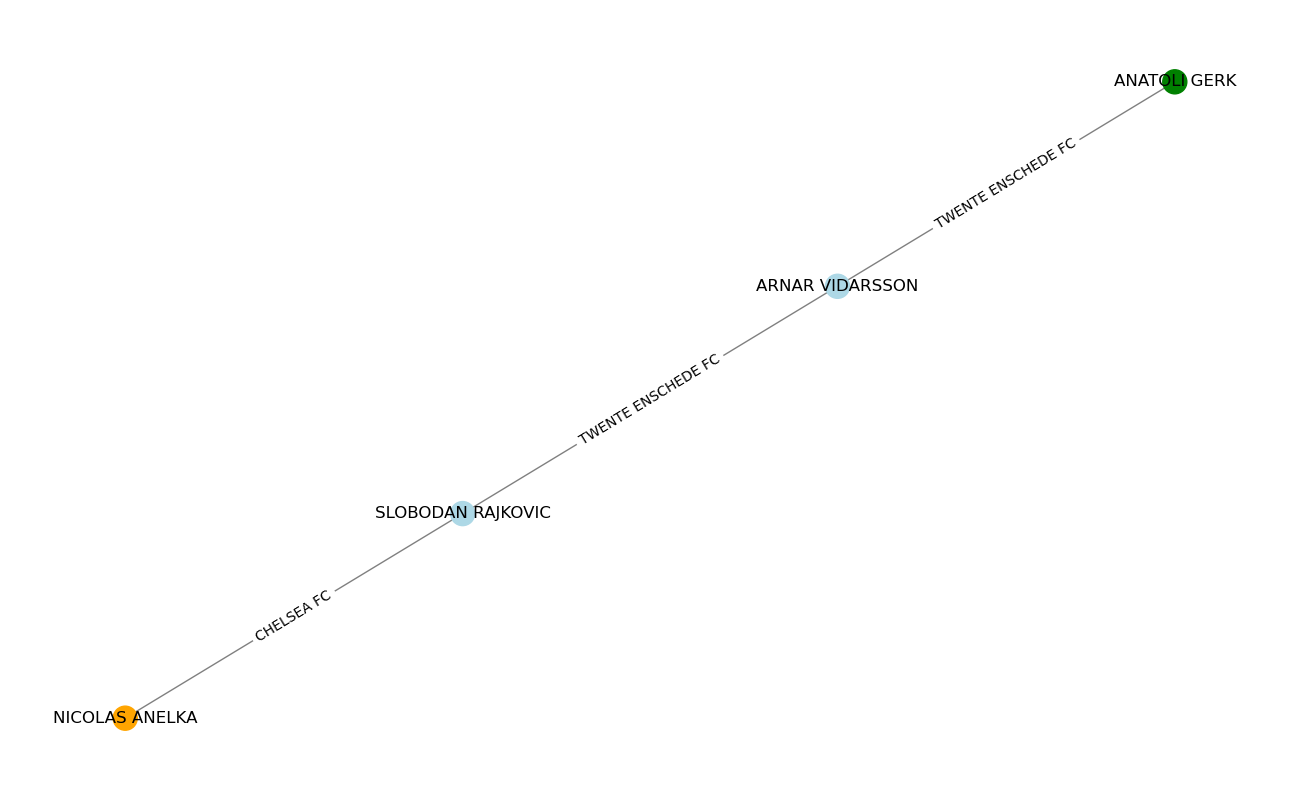 ANATOLI GERK
TWENTE ENSCHEDE FC
ARNAR VIDARSSON
TWENTE ENSCHEDE FC
SLOBODAN RAJKOVIC
CHELSEA FC
NICOLAS ANELKA